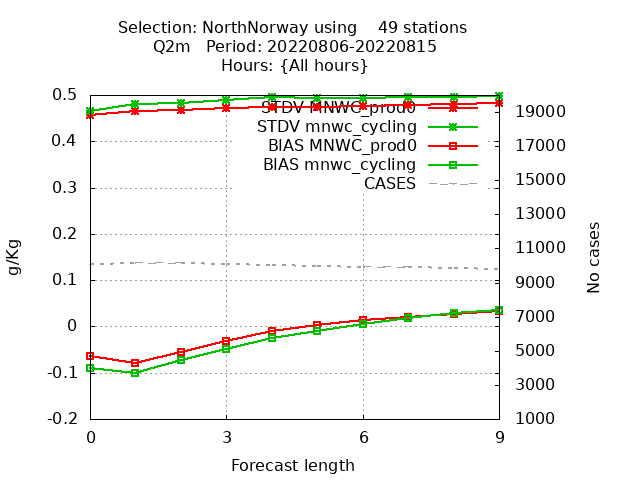 Selection: NorthNorway using    49 stations
Q2m   Period: 20220806-20220815
Hours: {All hours}
0.5
0.4
0.3
0.2
0.1
0
-0.1
-0.2
g/Kg
STDV MNWC_prod0
STDV mnwc_cycling
BIAS MNWC_prod0
BIAS mnwc_cycling
CASES
19000
17000
15000
13000
11000
9000
7000
5000
3000
1000
No cases
0
3
6
9
Forecast length